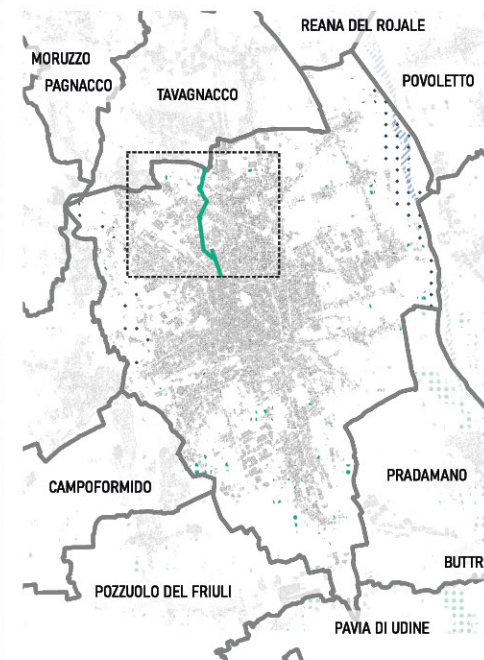 REANA DEL ROJALE
MORUZZO
PAGNACCO
POVOLETTO
TAVAGNACCO
PRADAMANO
CAMPOFORMIDO
BUTTR
POZZUOLO DEL FRIULI
PAVIA DI UDINE